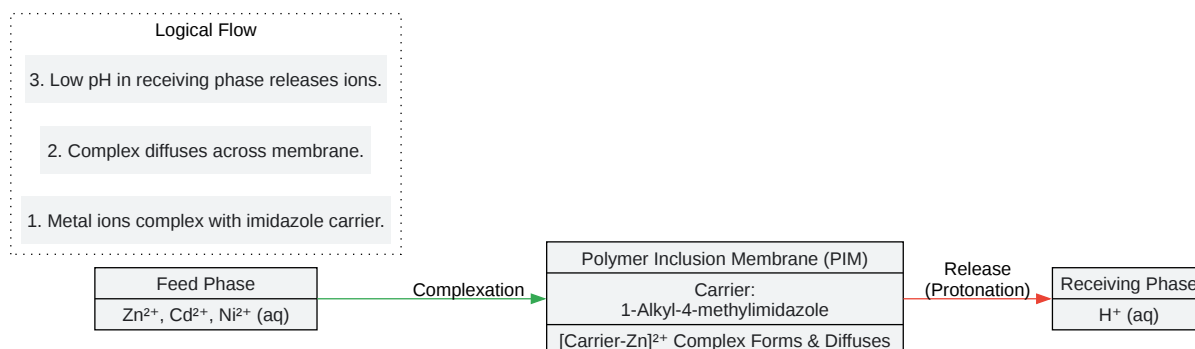 Logical Flow
3. Low pH in receiving phase releases ions.
2. Complex diffuses across membrane.
1. Metal ions complex with imidazole carrier.
Feed Phase
Zn²⁺, Cd²⁺, Ni²⁺ (aq)
Complexation
Polymer Inclusion Membrane (PIM)
Carrier:
1-Alkyl-4-methylimidazole
[Carrier-Zn]²⁺ Complex Forms & Diffuses
Release
(Protonation)
Receiving Phase
H⁺ (aq)